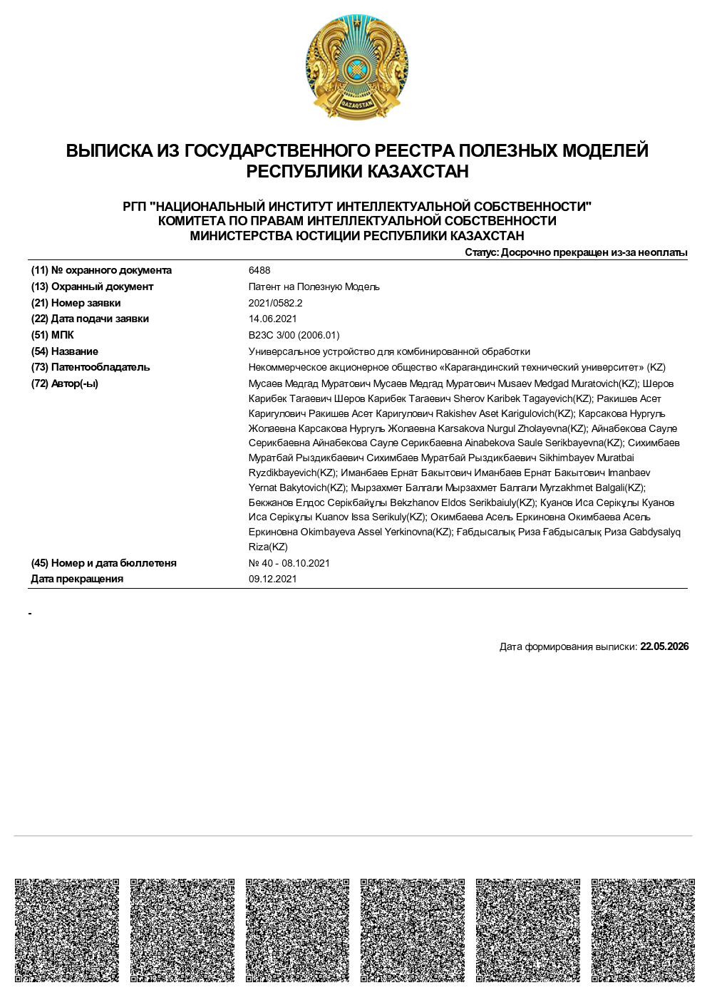 QAZAQSTAN
ВЫПИСКА ИЗ ГОСУДАРСТВЕННОГО РЕЕСТРА ПОЛЕЗНЫХ МОДЕЛЕЙ
РЕСПУБЛИКИ КАЗАХСТАН
РГП "НАЦИОНАЛЬНЫЙ ИНСТИТУТ ИНТЕЛЛЕКТУАЛЬНОЙ СОБСТВЕННОСТИ"
КОМИТЕТА ПО ПРАВАМ ИНТЕЛЛЕКТУАЛЬНОЙ СОБСТВЕННОСТИ
МИНИСТЕРСТВА ЮСТИЦИИ РЕСПУБЛИКИ КАЗАХСТАН
Статус: Досрочно прекращен из-за неоплаты
(11) № охранного документа 6488
(13) Охранный документ Патент на Полезную Модель
(21) Номер заявки 2021/0582.2
(22) Дата подачи заявки 14.06.2021
(51) МПК B23C 3/00 (2006.01)
(54) Название Универсальное устройство для комбинированной обработки
(73) Патентообладатель Некоммерческое акционерное общество «Карагандинский технический университет» (KZ)
(72) Автор(-ы) Мусаев Медгад Муратович Мусаев Медгад Муратович Musaev Medgad Muratovich(KZ); Шеров
Карибек Тагаевич Шеров Карибек Тагаевич Sherov Karibek Tagayevich(KZ); Ракишев Асет
Каригулович Ракишев Асет Каригулович Rakishev Aset Karigulovich(KZ); Карсакова Нургуль
Жолаевна Карсакова Нургуль Жолаевна Karsakova Nurgul Zholayevna(KZ); Айнабекова Сауле
Серикбаевна Айнабекова Сауле Серикбаевна Ainabekova Saule Serikbayevna(KZ); Сихимбаев
Муратбай Рыздикбаевич Сихимбаев Муратбай Рыздикбаевич Sikhimbayev Muratbai
Ryzdikbayevich(KZ); Иманбаев Ернат Бакытович Иманбаев Ернат Бакытович Imanbaev
Yernat Bakytovich(KZ); Мырзахмет Балгали Мырзахмет Балгали Myrzakhmet Balgali(KZ);
Бекжанов Елдос Серікбайұлы Bekzhanov Eldos Serikbaiuly(KZ); Куанов Иса Серікұлы Куанов
Иса Серікұлы Kuanov Issa Serikuly(KZ); Окимбаева Асель Еркиновна Окимбаева Асель
Еркиновна Okimbayeva Assel Yerkinovna(KZ); Ғабдысалық Риза Ғабдысалық Риза Gabdysalyq
Riza(KZ)
(45) Номер и дата бюллетеня № 40 - 08.10.2021
Дата прекращения 09.12.2021
-
Дата формирования выписки: 22.05.2026